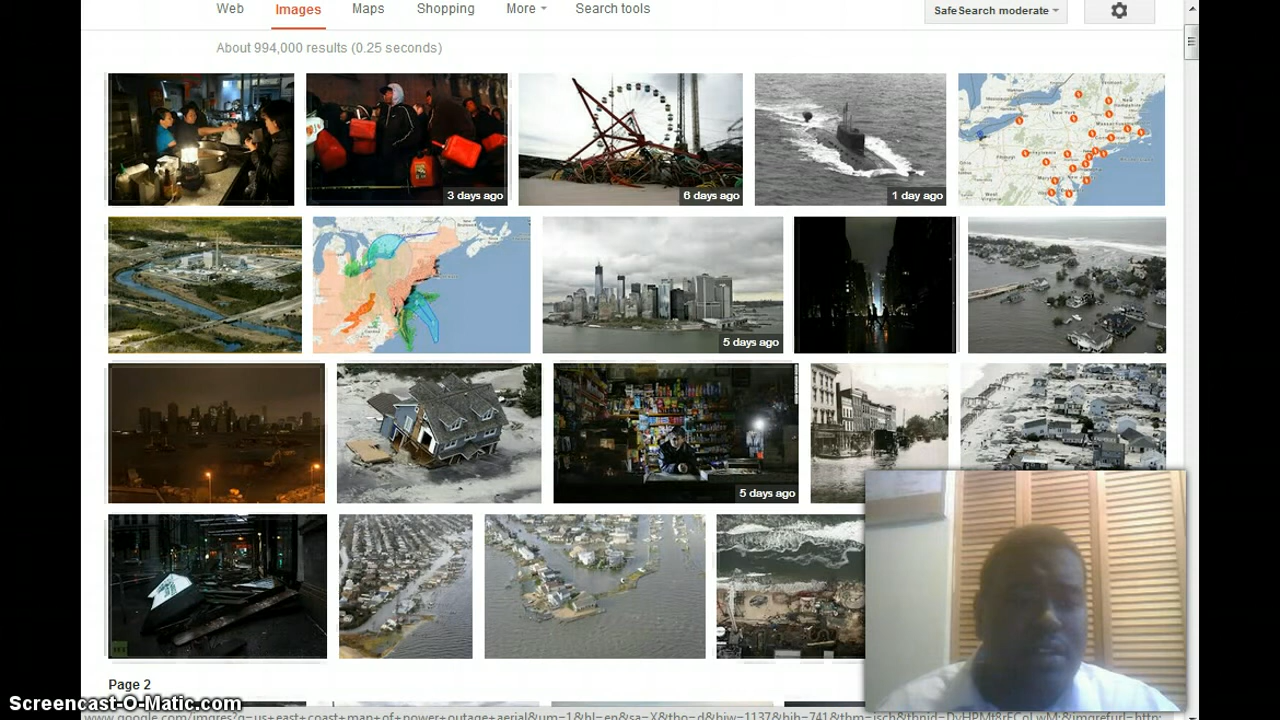 Web Images Maps Shopping More Search tools
SafeSearch moderate
About 994,000 results (0.25 seconds)
3 days ago
6 days ago
1 day ago
5 days ago
5 days ago
Page 2
Screencast-O-Matic.com